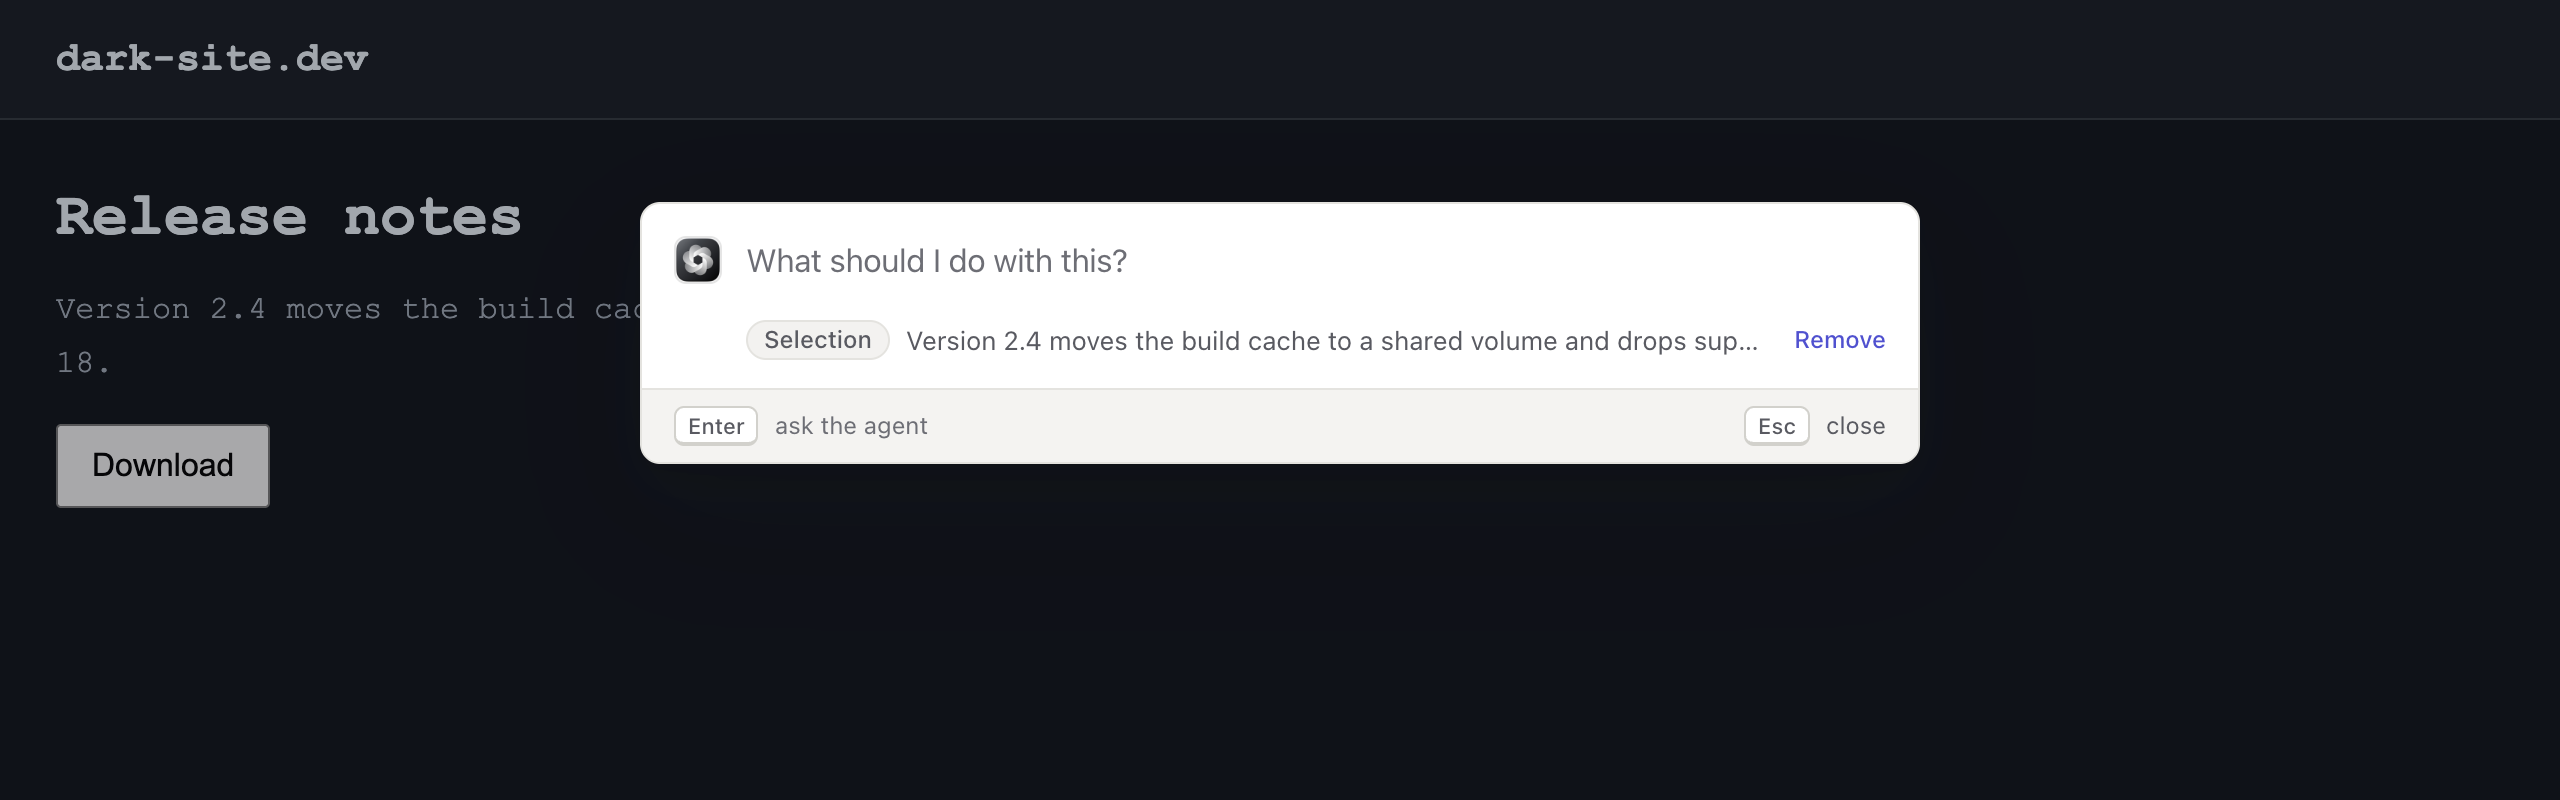 dark-site.dev
Release notes
Version 2.4 moves the build
18.
Download
What should I do with this?
Selection Version 2.4 moves the build cache to a shared volume and drops sup... Remove
Enter ask the agent Esc close